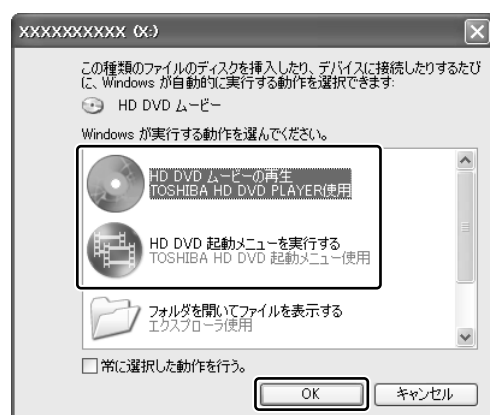 XXXXXXXXXX (X:)
この種類のファイルのディスクを挿入したり、デバイスに接続したりするたび
に、Windows が自動的に実行する動作を選択できます:
HD DVD ムービー
Windows が実行する動作を選んでください。
HD DVD ムービーの再生
TOSHIBA HD DVD PLAYER使用
HD DVD 起動メニューを実行する
TOSHIBA HD DVD 起動メニュー使用
フォルダを開いてファイルを表示する
エクスプローラ使用
常に選択した動作を行う。
OK キャンセル